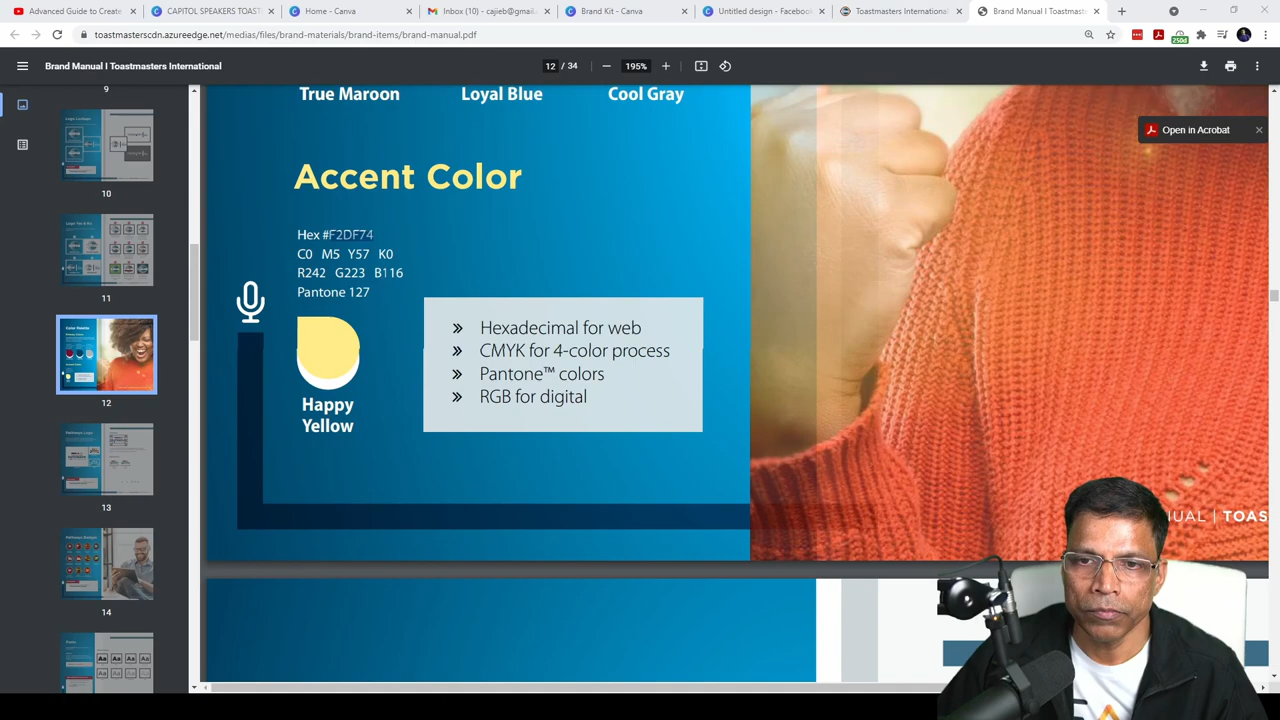 Advanced Guide to Create
CAPITOL SPEAKERS TOAST
Home - Canva
Inbox (10) - cajieb@gmail.
Brand Kit - Canva
Untitled design - Facebook
Toastmasters International
Brand Manual | Toastmasters
toastmasterscdn.azureedge.net/medias/files/brand-materials/brand-items/brand-manual.pdf
250d
Brand Manual | Toastmasters International
12 / 34
195%
Open in Acrobat
9
10
11
12
13
14
True Maroon
Loyal Blue
Cool Gray
Accent Color
Hex #F2DF74
C0 M5 Y57 K0
R242 G223 B116
Pantone 127
Happy
Yellow
» Hexadecimal for web
» CMYK for 4-color process
» Pantone™ colors
» RGB for digital
UAL | TOAS